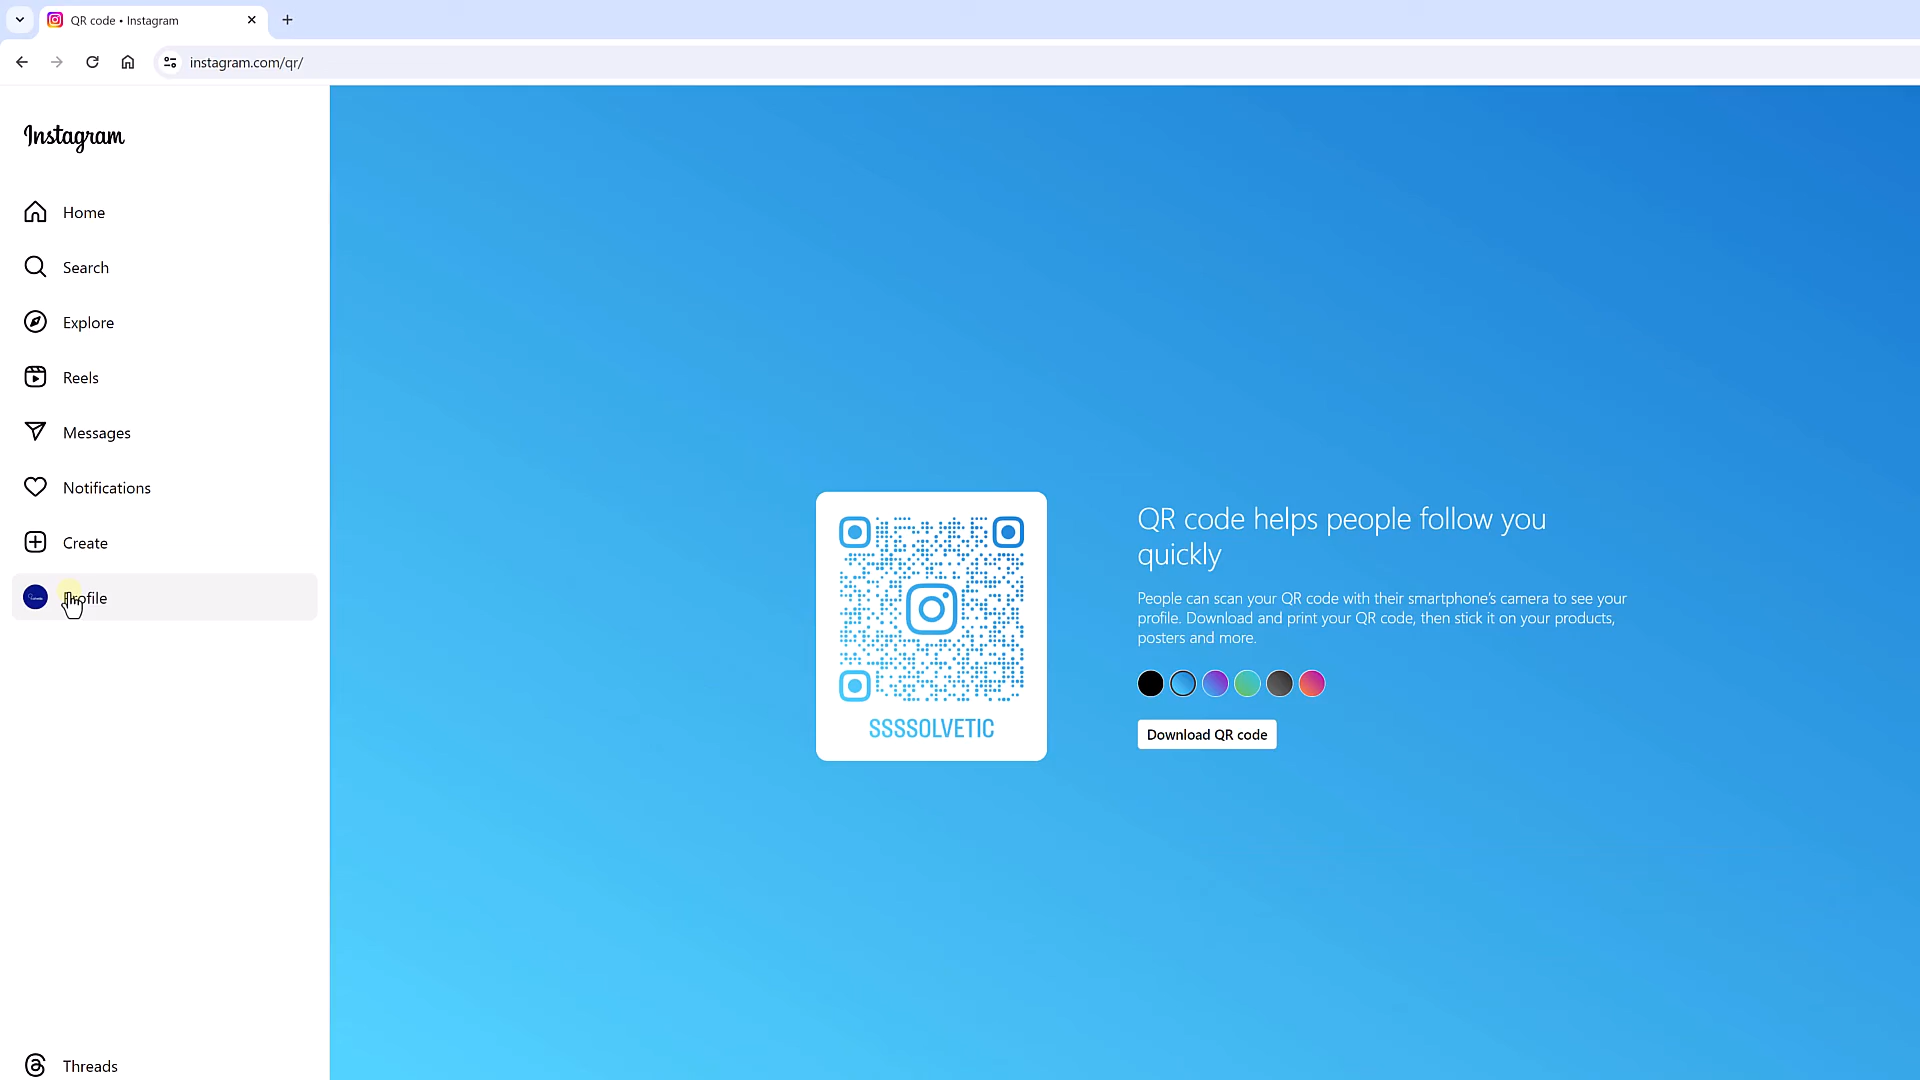 QR code • Instagram
instagram.com/qr/
Instagram
Home
Search
Explore
Reels
Messages
Notifications
Create
Profile
Threads
SSSSOLVETIC
QR code helps people follow you
quickly
People can scan your QR code with their smartphone's camera to see your
profile. Download and print your QR code, then stick it on your products,
posters and more.
Download QR code